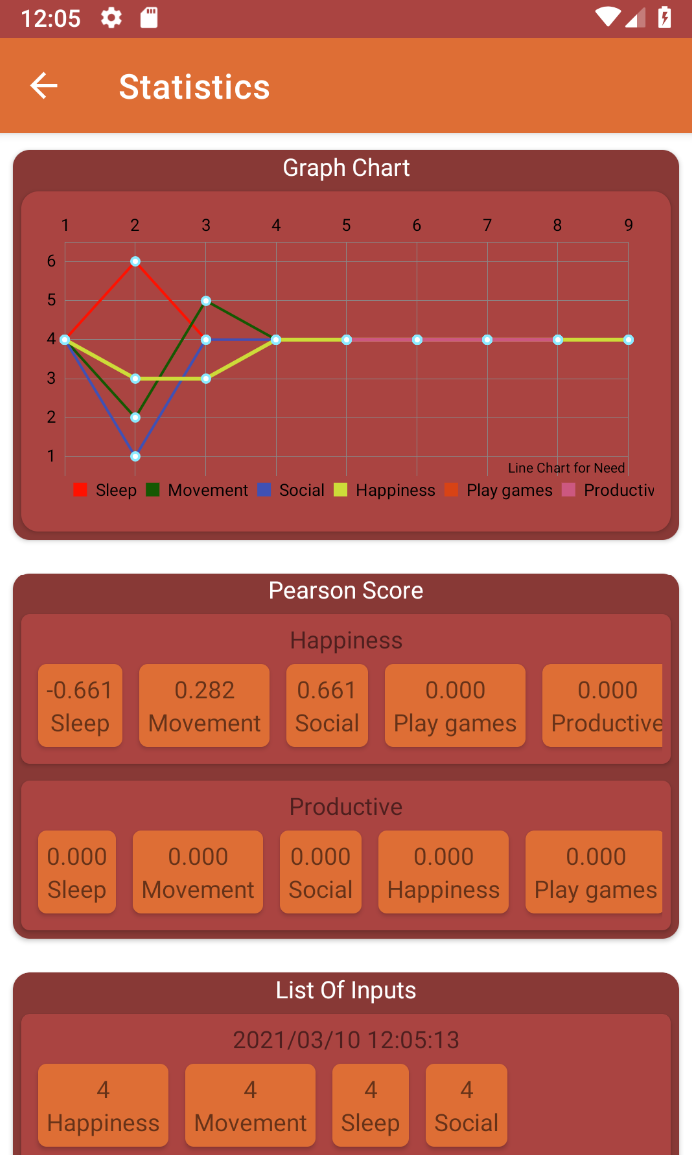 12:05
Statistics
Graph Chart
1 2 3 4 5 6 7 8 9
6
5
4
3
2
1
Line Chart for Need
Sleep Movement Social Happiness Play games Productiv
Pearson Score
Happiness
-0.661 0.282 0.661 0.000 0.000
Sleep Movement Social Play games Productive
Productive
0.000 0.000 0.000 0.000 0.000
Sleep Movement Social Happiness Play games
List Of Inputs
2021/03/10 12:05:13
4 4 4 4
Happiness Movement Sleep Social